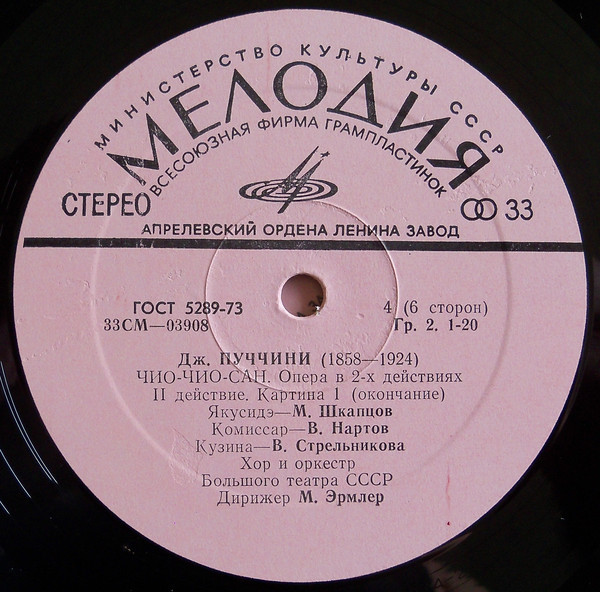 МИНИСТЕРСТВО КУЛЬТУРЫ СССР
МЕЛОДИЯ
ВСЕСОЮЗНАЯ ФИРМА ГРАМПЛАСТИНОК
СТЕРЕО
33
АПРЕЛЕВСКИЙ ОРДЕНА ЛЕНИНА ЗАВОД
ГОСТ 5289-73
4 (6 сторон)
33СМ—03908
Гр. 2. 1-20
Дж. ПУЧЧИНИ (1858—1924)
ЧИО-ЧИО-САН. Опера в 2-х действиях
II действие. Картина 1 (окончание)
Якусидэ—М. Шкапцов
Комиссар—В. Нартов
Кузина—В. Стрельникова
Хор и оркестр
Большого театра СССР
Дирижер М. Эрмлер